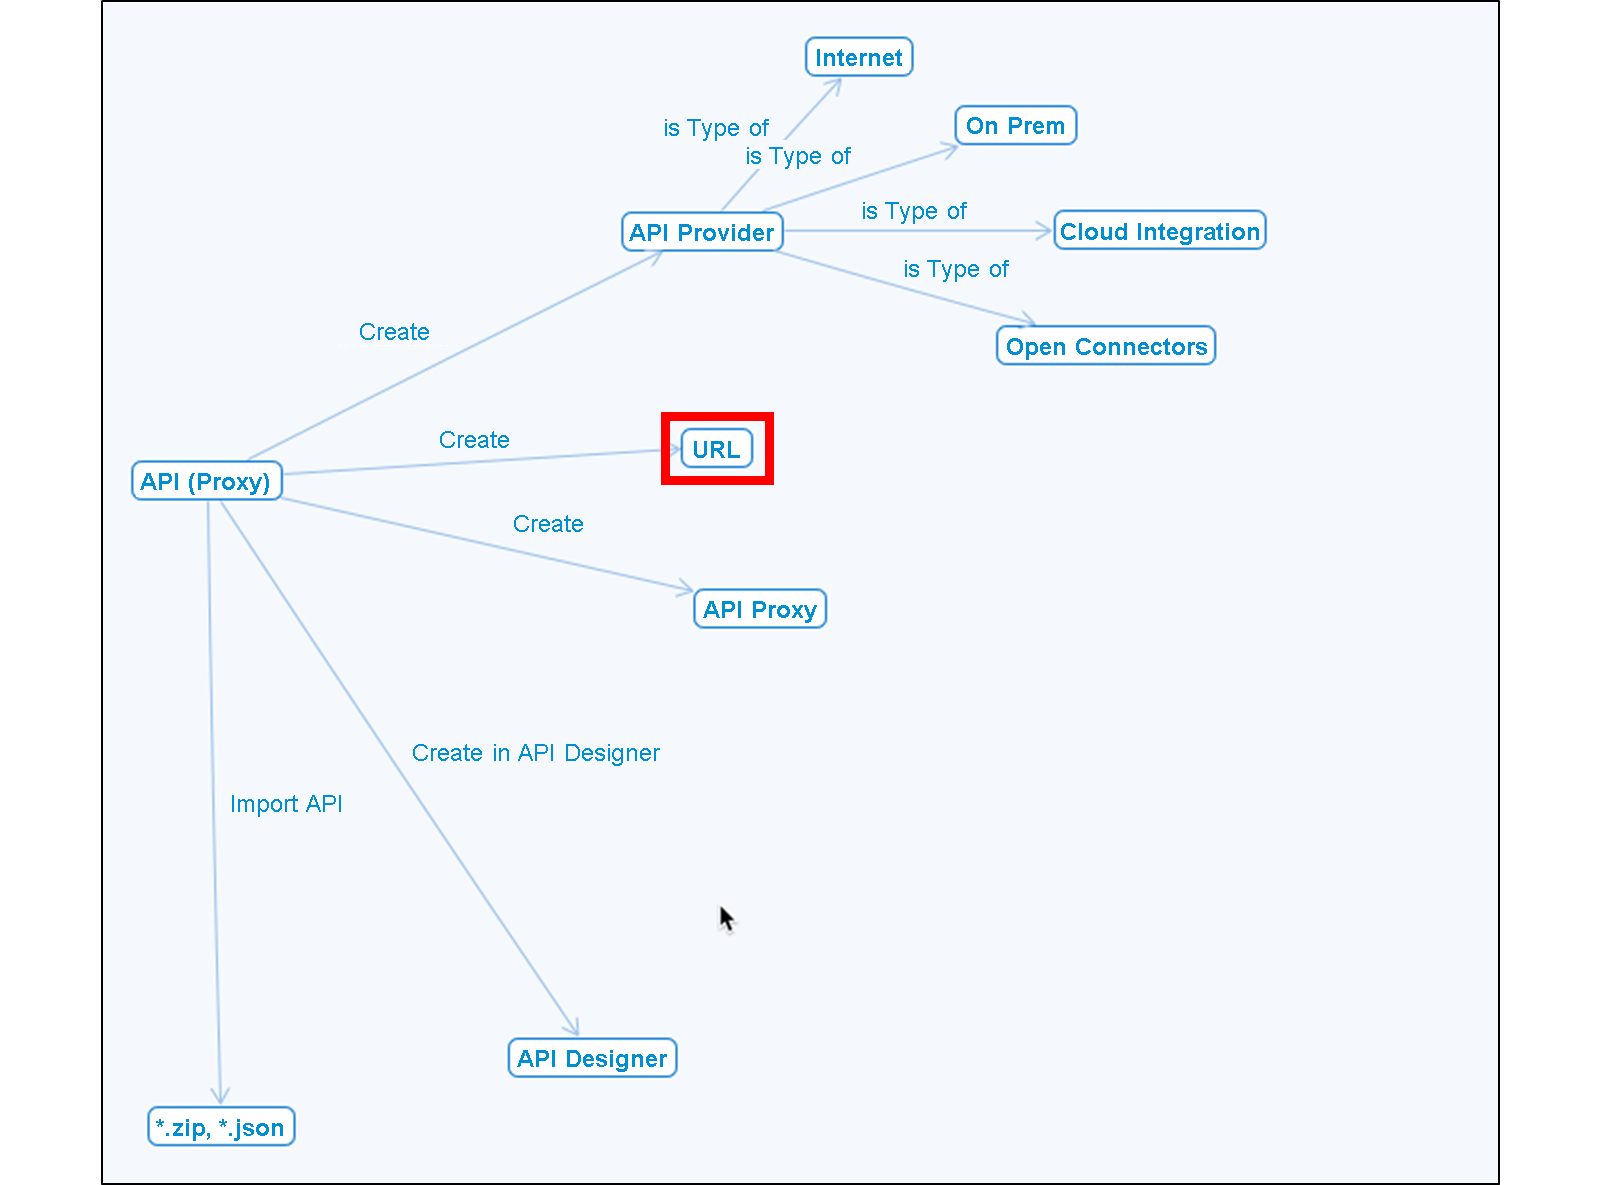 Internet
On Prem
is Type of
is Type of
is Type of
API Provider
Cloud Integration
is Type of
Create
Open Connectors
Create
URL
API (Proxy)
Create
API Proxy
Create in API Designer
Import API
API Designer
*.zip, *.json